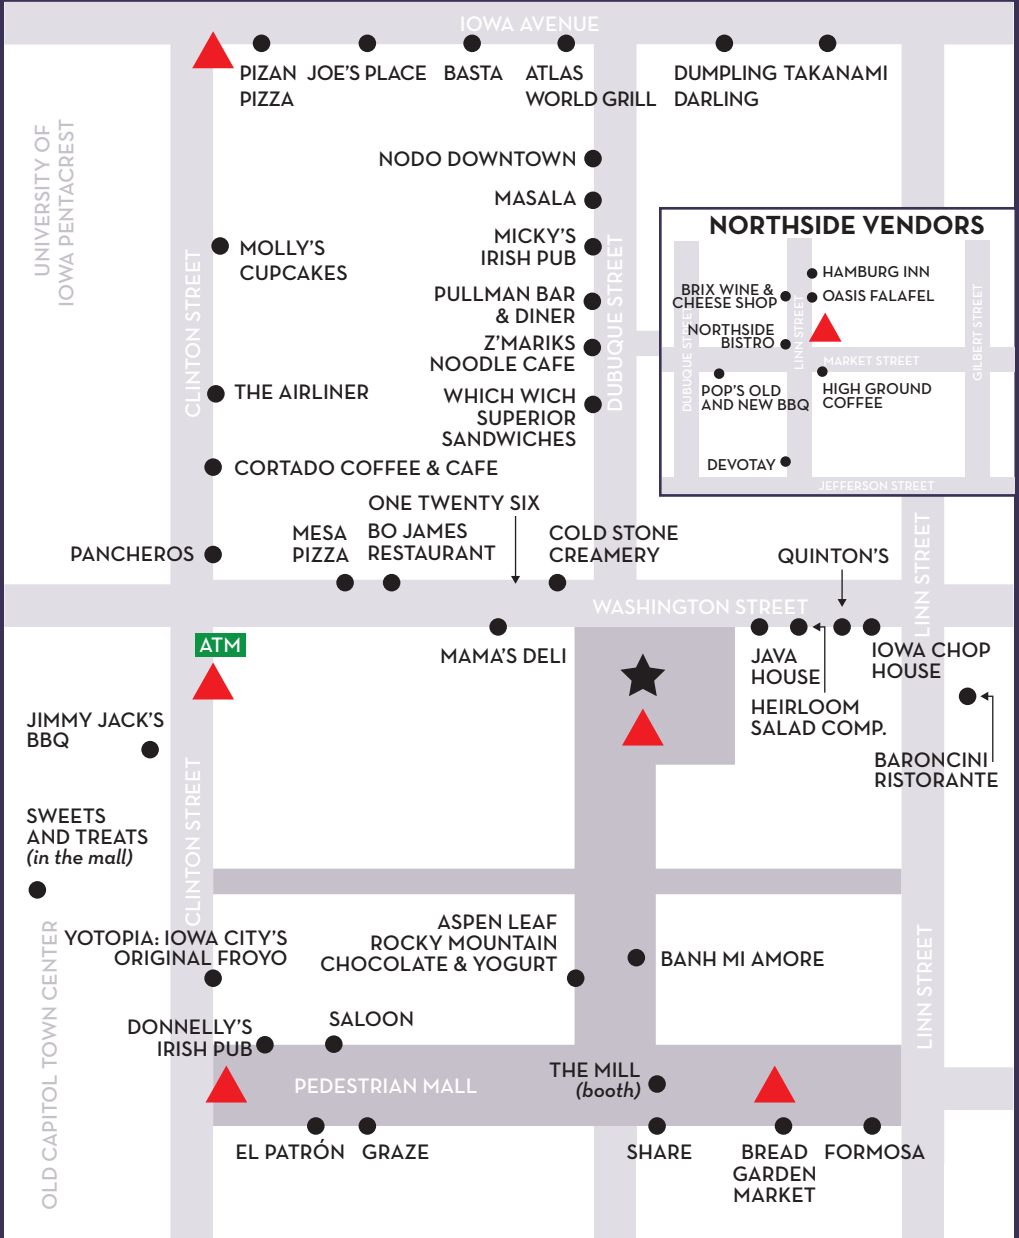 IOWA AVENUE
PIZAN
PIZZA
JOE'S PLACE
BASTA
ATLAS
WORLD GRILL
DUMPLING
DARLING
TAKANAMI
UNIVERSITY OF
IOWA PENTACREST
NODO DOWNTOWN
MASALA
MICKY'S
IRISH PUB
PULLMAN BAR
& DINER
Z'MARIKS
NOODLE CAFE
WHICH WICH
SUPERIOR
SANDWICHES
DUBUQUE STREET
MOLLY'S
CUPCAKES
CLINTON STREET
THE AIRLINER
CORTADO COFFEE & CAFE
PANCHEROS
NORTHSIDE VENDORS
HAMBURG INN
BRIX WINE &
CHEESE SHOP
OASIS FALAFEL
NORTHSIDE
BISTRO
DUBUQUE STREET
LINN STREET
GILBERT STREET
MARKET STREET
POP'S OLD
AND NEW BBQ
HIGH GROUND
COFFEE
DEVOTAY
JEFFERSON STREET
ONE TWENTY SIX
MESA
PIZZA
BO JAMES
RESTAURANT
COLD STONE
CREAMERY
QUINTON'S
LINN STREET
WASHINGTON STREET
ATM
MAMA'S DELI
JAVA
HOUSE
IOWA CHOP
HOUSE
HEIRLOOM
SALAD COMP.
BARONCINI
RISTORANTE
JIMMY JACK'S
BBQ
SWEETS
AND TREATS
(in the mall)
CLINTON STREET
OLD CAPITOL TOWN CENTER
YOTOPIA: IOWA CITY'S
ORIGINAL FROYO
ASPEN LEAF
ROCKY MOUNTAIN
CHOCOLATE & YOGURT
BANH MI AMORE
LINN STREET
DONNELLY'S
IRISH PUB
SALOON
PEDESTRIAN MALL
THE MILL
(booth)
EL PATRÓN
GRAZE
SHARE
BREAD
GARDEN
MARKET
FORMOSA